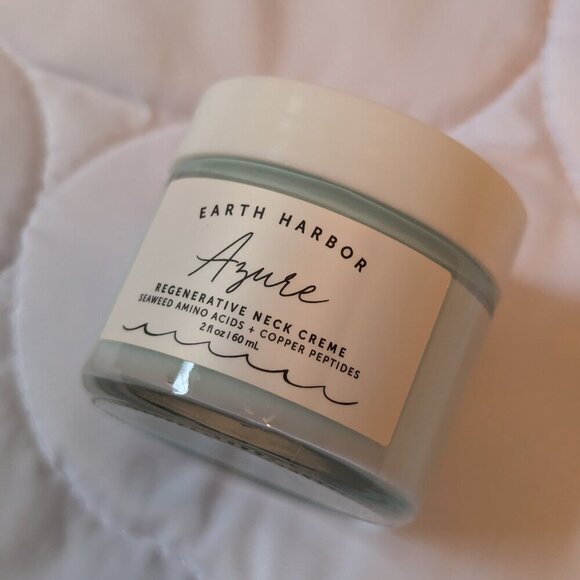 EARTH HARBOR
Azure
REGENERATIVE NECK CREME
SEAWEED AMINO ACIDS + COPPER PEPTIDES
2 fl oz | 60 mL